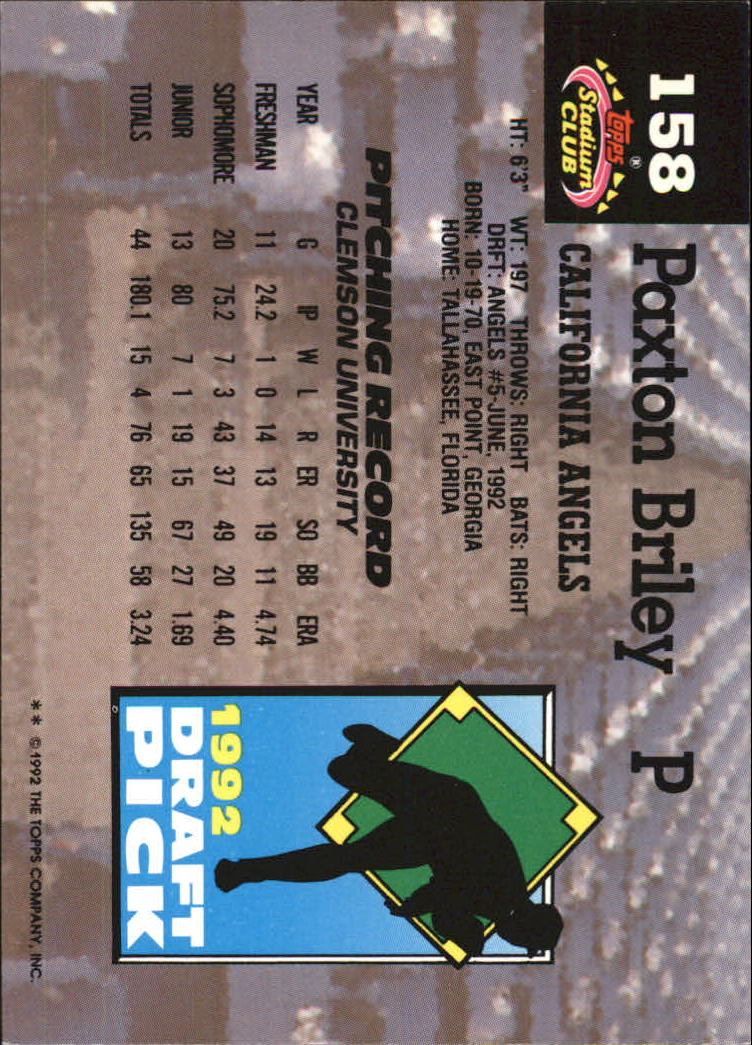 158
Topps ®
Stadium
CLUB
Paxton Briley P
CALIFORNIA ANGELS
HT: 6'3" WT: 197 THROWS: RIGHT BATS: RIGHT
DRFT: ANGELS #5-JUNE, 1992
BORN: 10-19-70, EAST POINT, GEORGIA
HOME: TALLAHASSEE, FLORIDA
PITCHING RECORD
CLEMSON UNIVERSITY
YEAR G IP W L R ER SO BB ERA
FRESHMAN 11 24.2 1 0 14 13 19 11 4.74
SOPHOMORE 20 75.2 7 3 43 37 49 20 4.40
JUNIOR 13 80 7 1 19 15 67 27 1.69
TOTALS 44 180.1 15 4 76 65 135 58 3.24
1992
DRAFT
PICK
** ©1992 THE TOPPS COMPANY, INC.